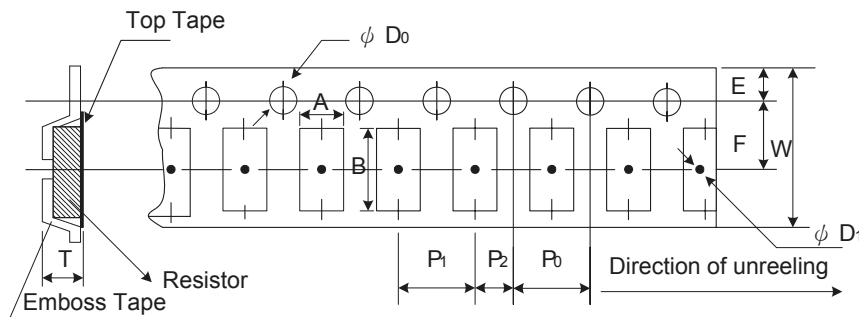 Top Tape
ψ D0
A
E
B
F
W
T
Resistor
Emboss Tape
P1
P2
P0
ψ D1
Direction of unreeling